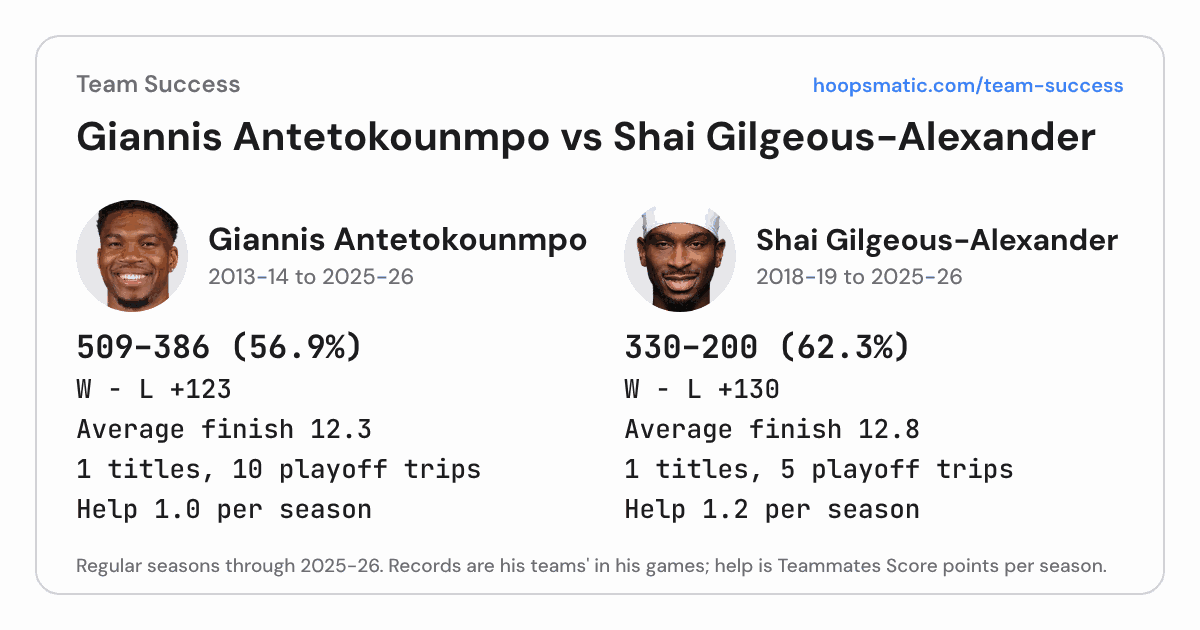 Team Success
hoopsmatic.com/team-success
Giannis Antetokounmpo vs Shai Gilgeous-Alexander
Giannis Antetokounmpo
2013-14 to 2025-26
509-386 (56.9%)
W - L +123
Average finish 12.3
1 titles, 10 playoff trips
Help 1.0 per season
Shai Gilgeous-Alexander
2018-19 to 2025-26
330-200 (62.3%)
W - L +130
Average finish 12.8
1 titles, 5 playoff trips
Help 1.2 per season
Regular seasons through 2025-26. Records are his teams' in his games; help is Teammates Score points per season.